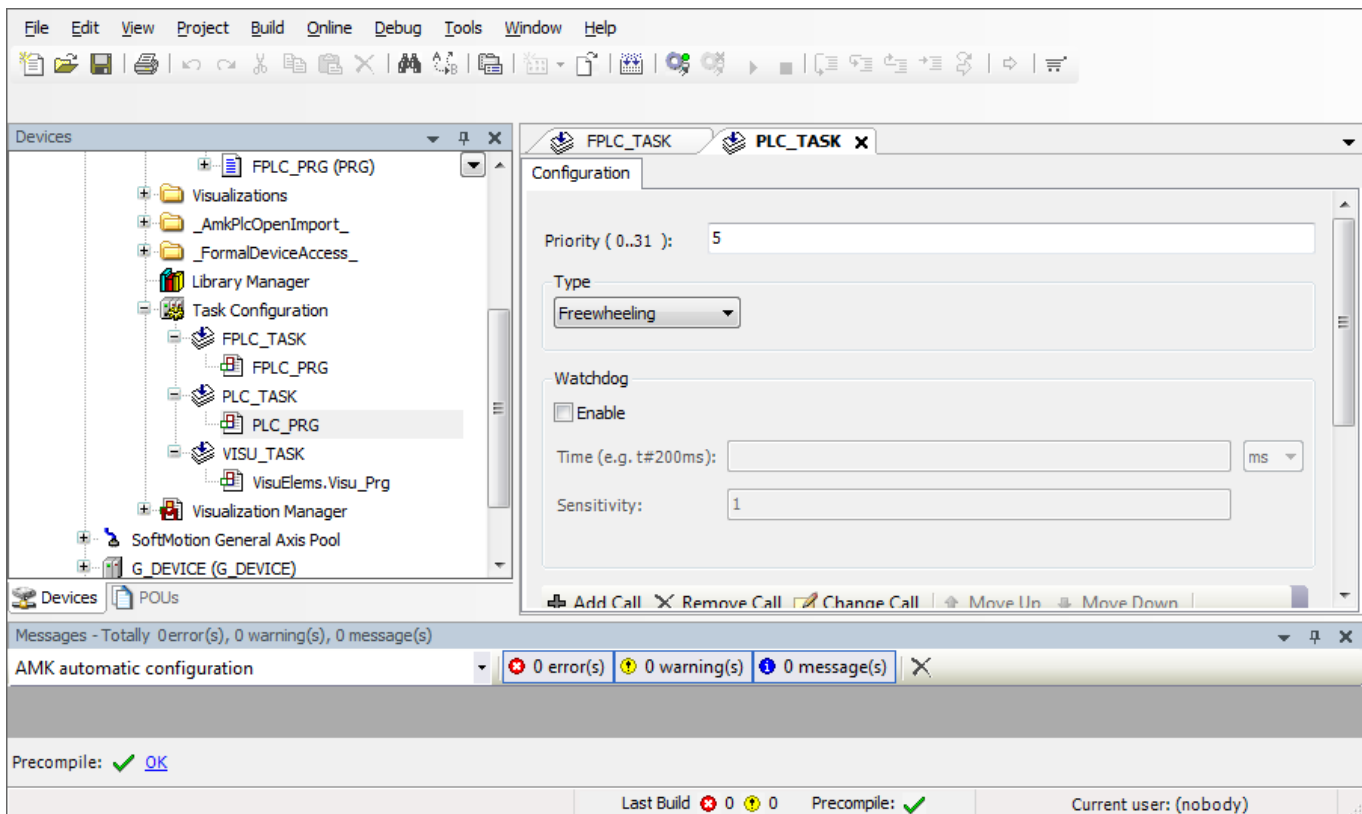 File Edit View Project Build Online Debug Tools Window Help
Devices
FPLC_PRG (PRG)
Visualizations
_AmkPlcOpenImport_
_FormalDeviceAccess_
Library Manager
Task Configuration
FPLC_TASK
FPLC_PRG
PLC_TASK
PLC_PRG
VISU_TASK
VisuElems.Visu_Prg
Visualization Manager
SoftMotion General Axis Pool
G_DEVICE (G_DEVICE)
Devices POUs
FPLC_TASK PLC_TASK
Configuration
Priority ( 0..31 ): 5
Type
Freewheeling
Watchdog
Enable
Time (e.g. t#200ms): ms
Sensitivity: 1
Add Call Remove Call Change Call Move Up Move Down
Messages - Totally 0error(s), 0 warning(s), 0 message(s)
AMK automatic configuration 0 error(s) 0 warning(s) 0 message(s)
Precompile: OK
Last Build 0 0 Precompile: Current user: (nobody)